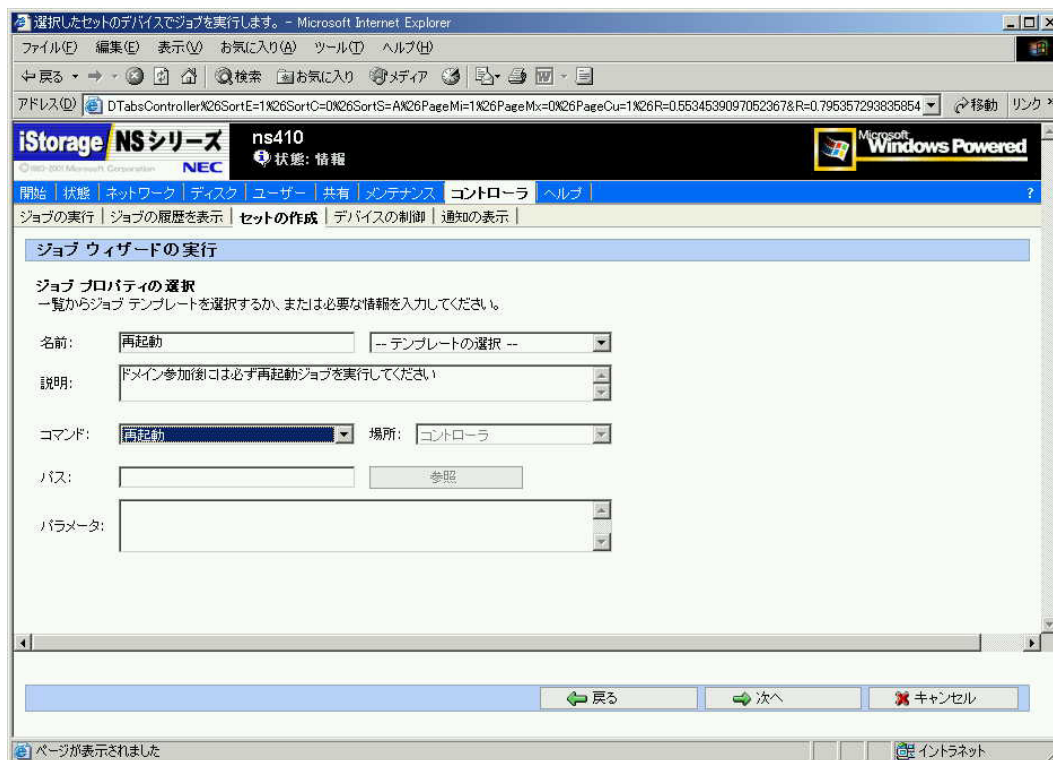 選択したセットのデバイスでジョブを実行します。 - Microsoft Internet Explorer
ファイル(F) 編集(E) 表示(V) お気に入り(A) ツール(T) ヘルプ(H)
戻る 検索 お気に入り メディア
アドレス(D) DTabsController%26SortE=1%26SortC=0%26SortS=A%26PageMi=1%26PageMx=0%26PageCu=1%26R=0.5534539097052367&R=0.795357293835854 移動 リンク »
iStorage NSシリーズ ns410 Microsoft Windows Powered
状態: 情報
NEC
開始 | 状態 | ネットワーク | ディスク | ユーザー | 共有 | メンテナンス | コントローラ | ヘルプ | ?
ジョブの実行 | ジョブの履歴を表示 | セットの作成 | デバイスの制御 | 通知の表示 |
ジョブ ウィザードの実行
ジョブ プロパティの選択
一覧からジョブ テンプレートを選択するか、または必要な情報を入力してください。
名前: 再起動 -- テンプレートの選択 --
説明: ドメイン参加後には必ず再起動ジョブを実行してください
コマンド: 再起動 場所: コントローラ
パス: 参照
パラメータ:
戻る 次へ キャンセル
ページが表示されました イントラネット